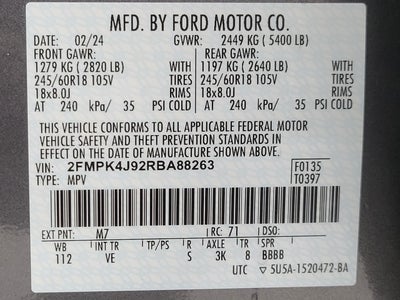 MFD. BY FORD MOTOR CO.
DATE: 02/24 GVWR: 2449 KG (5400 LB)
FRONT GAWR: REAR GAWR:
1279 KG (2820 LB) WITH 1197 KG (2640 LB) WITH
245/60R18 105V TIRES 245/60R18 105V TIRES
18x8.0J RIMS 18x8.0J RIMS
AT 240 kPa/ 35 PSI COLD AT 240 kPa/ 35 PSI COLD
THIS VEHICLE CONFORMS TO ALL APPLICABLE FEDERAL MOTOR
VEHICLE SAFETY AND THEFT PREVENTION STANDARDS IN
EFFECT ON THE DATE OF MANUFACTURE SHOWN ABOVE.
VIN: 2FMPK4J92RBA88263 F0135
TYPE: MPV T0397
EXT PNT: M7 RC: 71 DSO:
WB INT TR TP/PS R AXLE TR SPR
112 VE S 3K 8 BBBB
UTC ▽ 5U5A-1520472-BA